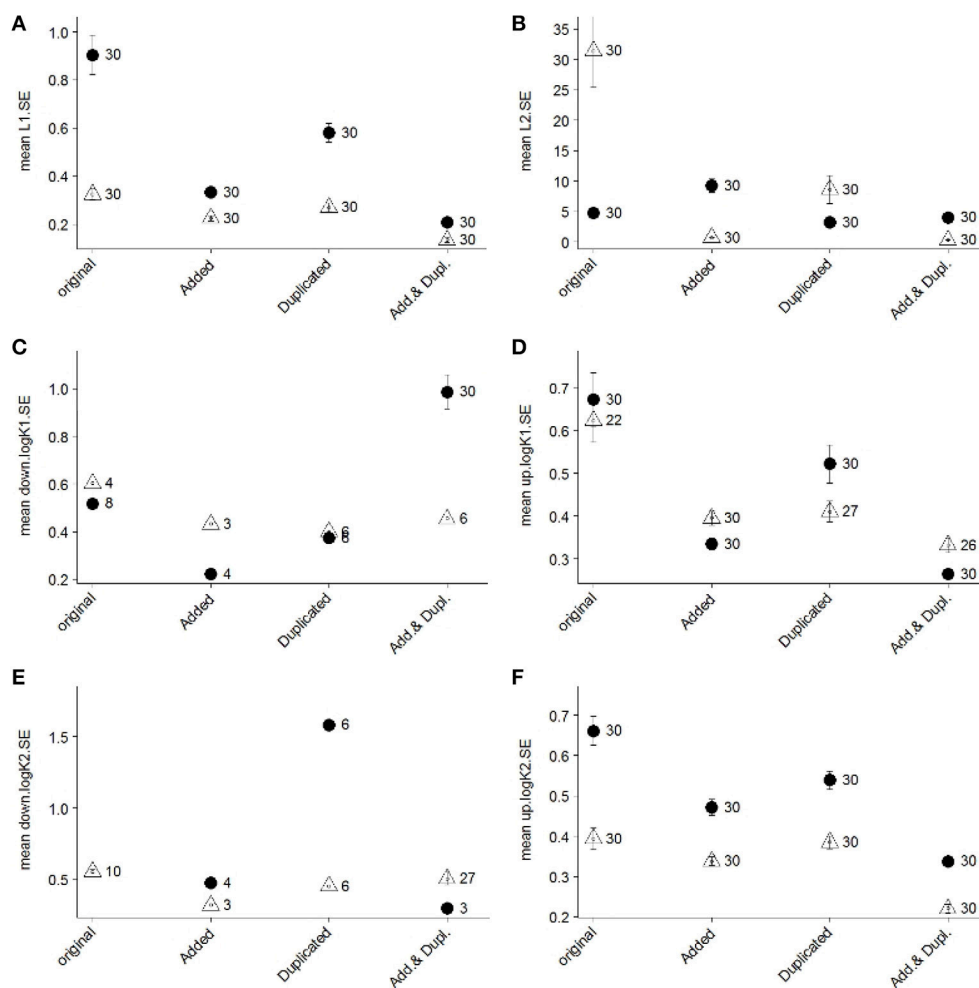 A
mean L1.SE
1.0
0.8
0.6
0.4
0.2
30
30
30
30
30
30
30
30
original
Added
Duplicated
Add.& Dupl.
B
mean L2.SE
35
30
25
20
15
10
5
0
30
30
30
30
30
30
30
30
original
Added
Duplicated
Add.& Dupl.
C
mean down.logK1.SE
1.0
0.8
0.6
0.4
0.2
4
8
3
4
6
6
30
6
original
Added
Duplicated
Add.& Dupl.
D
mean up.logK1.SE
0.7
0.6
0.5
0.4
0.3
30
22
30
30
30
27
26
30
original
Added
Duplicated
Add.& Dupl.
E
mean down.logK2.SE
1.5
1.0
0.5
10
4
3
6
6
27
3
original
Added
Duplicated
Add.& Dupl.
F
mean up.logK2.SE
0.7
0.6
0.5
0.4
0.3
0.2
30
30
30
30
30
30
30
30
original
Added
Duplicated
Add.& Dupl.